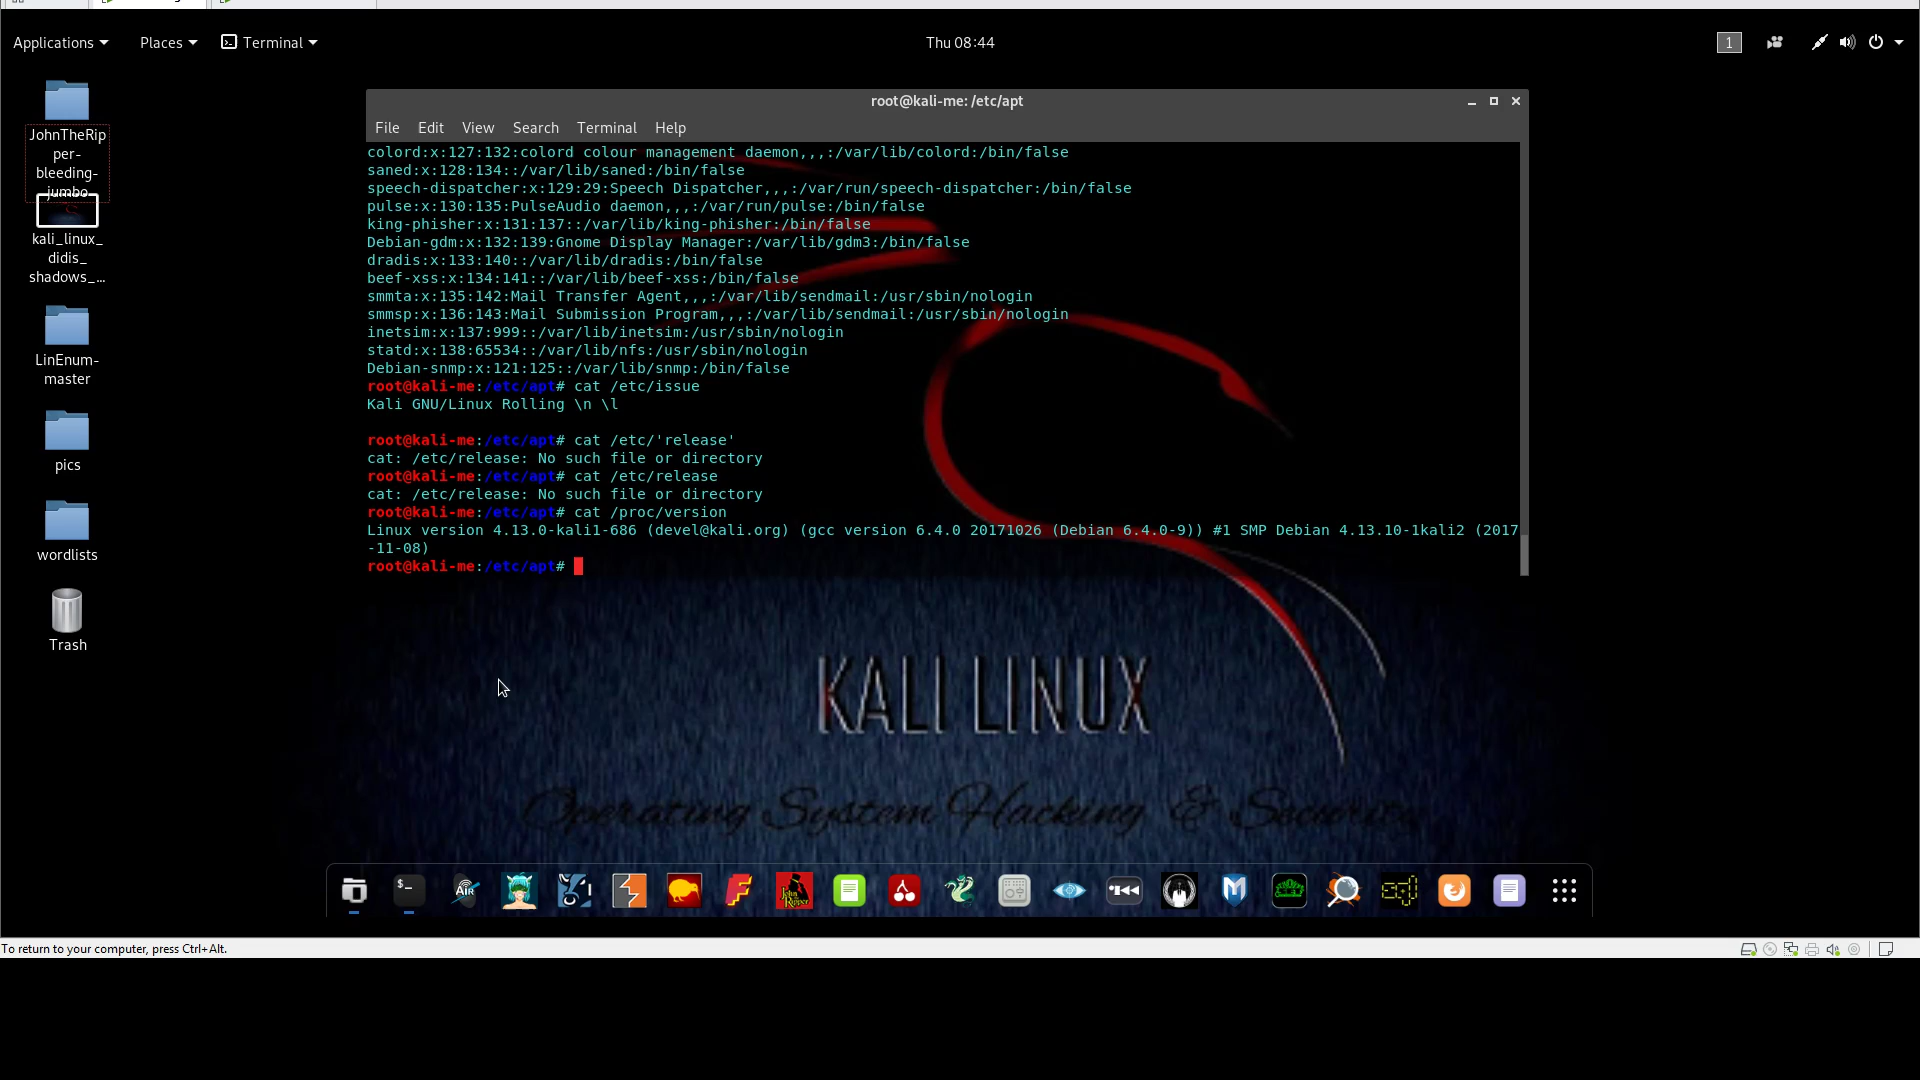 Applications Places Terminal Thu 08:44 1
root@kali-me: /etc/apt
File Edit View Search Terminal Help
colord:x:127:132:colord colour management daemon,,,:/var/lib/colord:/bin/false
saned:x:128:134::/var/lib/saned:/bin/false
speech-dispatcher:x:129:29:Speech Dispatcher,,,:/var/run/speech-dispatcher:/bin/false
pulse:x:130:135:PulseAudio daemon,,,:/var/run/pulse:/bin/false
king-phisher:x:131:137::/var/lib/king-phisher:/bin/false
Debian-gdm:x:132:139:Gnome Display Manager:/var/lib/gdm3:/bin/false
dradis:x:133:140::/var/lib/dradis:/bin/false
beef-xss:x:134:141::/var/lib/beef-xss:/bin/false
smmta:x:135:142:Mail Transfer Agent,,,:/var/lib/sendmail:/usr/sbin/nologin
smmsp:x:136:143:Mail Submission Program,,,:/var/lib/sendmail:/usr/sbin/nologin
inetsim:x:137:999::/var/lib/inetsim:/usr/sbin/nologin
statd:x:138:65534::/var/lib/nfs:/usr/sbin/nologin
Debian-snmp:x:121:125::/var/lib/snmp:/bin/false
root@kali-me:/etc/apt# cat /etc/issue
Kali GNU/Linux Rolling \n \l
root@kali-me:/etc/apt# cat /etc/'release'
cat: /etc/release: No such file or directory
root@kali-me:/etc/apt# cat /etc/release
cat: /etc/release: No such file or directory
root@kali-me:/etc/apt# cat /proc/version
Linux version 4.13.0-kali1-686 (devel@kali.org) (gcc version 6.4.0 20171026 (Debian 6.4.0-9)) #1 SMP Debian 4.13.10-1kali2 (2017
-11-08)
root@kali-me:/etc/apt#
JohnTheRip
per-
bleeding-
jumbo
kali_linux_
didis_
shadows_...
LinEnum-
master
pics
wordlists
Trash
KALI LINUX
Operating System Hacking & Security
AIR
John
Ripper
To return to your computer, press Ctrl+Alt.